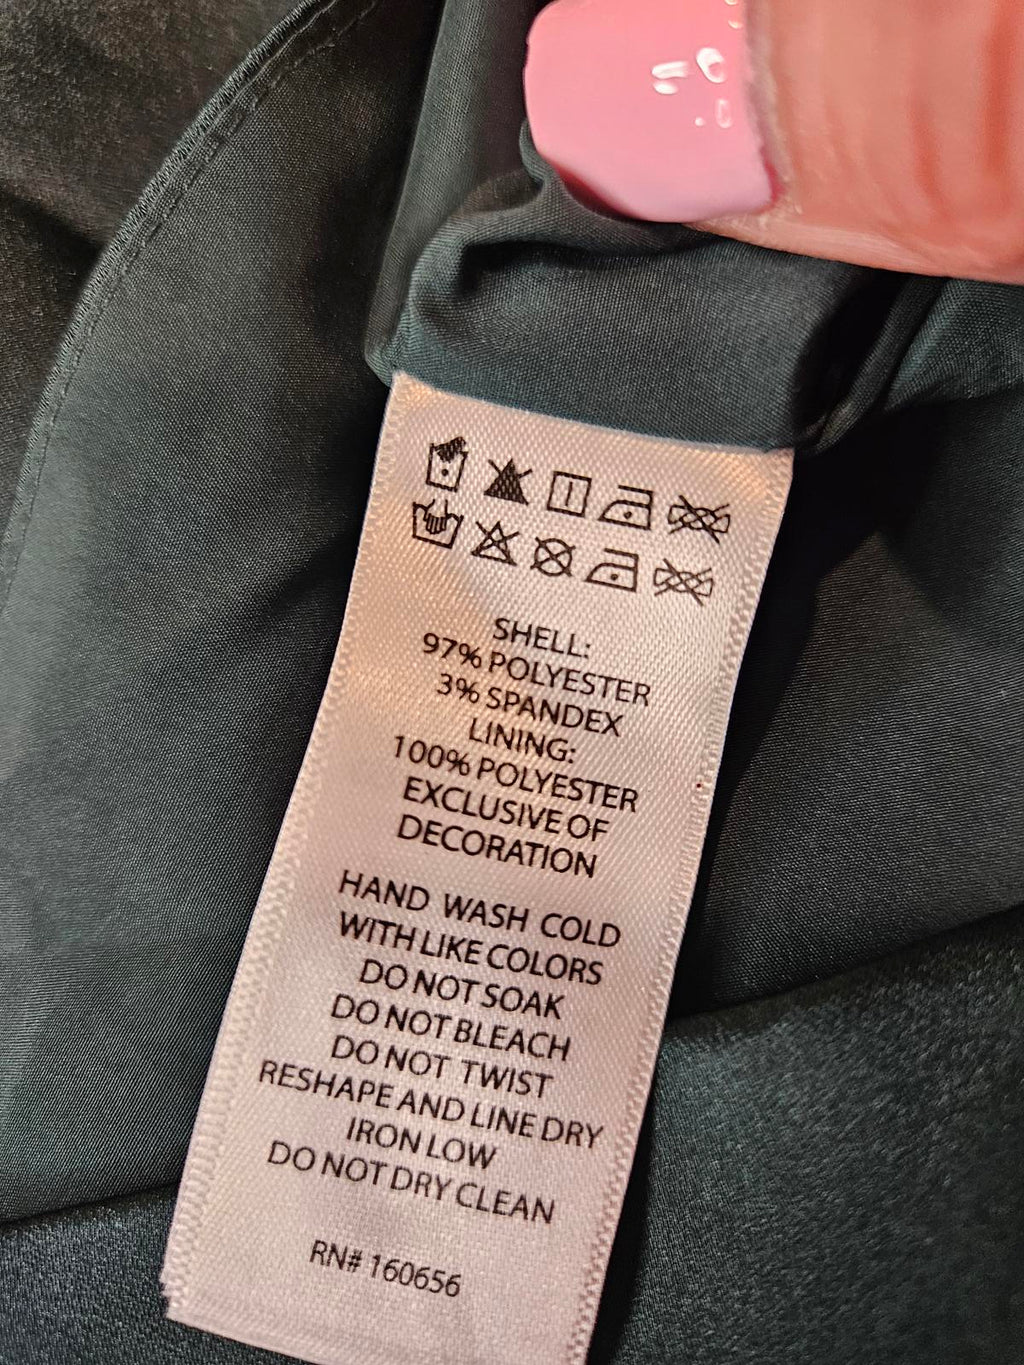 SHELL:
97% POLYESTER
3% SPANDEX
LINING:
100% POLYESTER
EXCLUSIVE OF
DECORATION
HAND WASH COLD
WITH LIKE COLORS
DO NOT SOAK
DO NOT BLEACH
DO NOT TWIST
RESHAPE AND LINE DRY
IRON LOW
DO NOT DRY CLEAN
RN# 160656